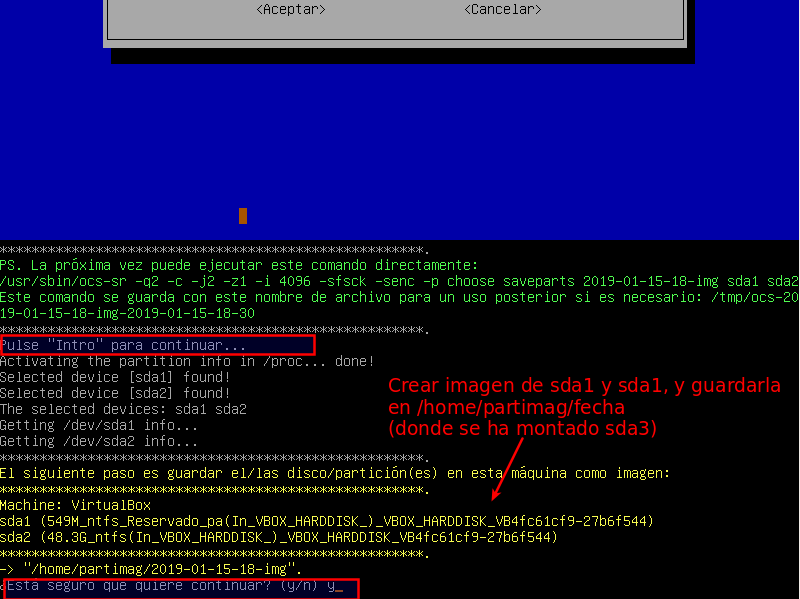 <Aceptar> <Cancelar>
*****************************************************.
PS. La próxima vez puede ejecutar este comando directamente:
/usr/sbin/ocs-sr -q2 -c -j2 -z1 -i 4096 -sfsck -senc -p choose saveparts 2019-01-15-18-img sda1 sda2
Este comando se guarda con este nombre de archivo para un uso posterior si es necesario: /tmp/ocs-20
19-01-15-18-img-2019-01-15-18-30
*****************************************************.
Pulse "Intro" para continuar...
Activating the partition info in /proc... done!
Selected device [sda1] found!
Selected device [sda2] found!
The selected devices: sda1 sda2
Getting /dev/sda1 info...
Getting /dev/sda2 info...
Crear imagen de sda1 y sda1, y guardarla
en /home/partimag/fecha
(donde se ha montado sda3)
*****************************************************.
El siguiente paso es guardar el/las disco/partición(es) en esta máquina como imagen:
*****************************************************.
Machine: VirtualBox
sda1 (549M_ntfs_Reservado_pa(In_VBOX_HARDDISK_)_VBOX_HARDDISK_VB4fc61cf9-27b6f544)
sda2 (48.3G_ntfs(In_VBOX_HARDDISK_)_VBOX_HARDDISK_VB4fc61cf9-27b6f544)
*****************************************************.
-> "/home/partimag/2019-01-15-18-img".
¿Está seguro que quiere continuar? (y/n) y_